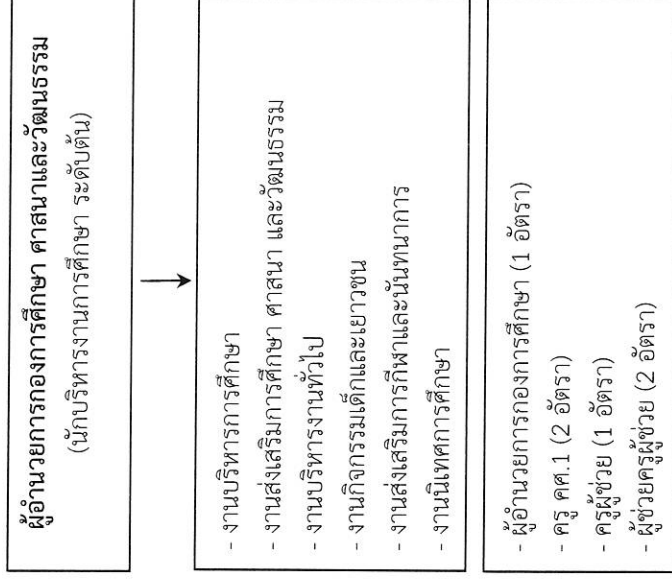 ผู้อำนวยการกองการศึกษา ศาสนาและวัฒนธรรม
(นักบริหารงานการศึกษา ระดับต้น)
- งานบริหารการศึกษา
- งานส่งเสริมการศึกษา ศาสนา และวัฒนธรรม
- งานบริหารงานทั่วไป
- งานกิจกรรมเด็กและเยาวชน
- งานส่งเสริมการกีฬาและนันทนาการ
- งานนิเทศการศึกษา
- ผู้อำนวยการกองการศึกษา (1 อัตรา)
- ครู คศ.1 (2 อัตรา)
- ครูผู้ช่วย (1 อัตรา)
- ผู้ช่วยครูผู้ช่วย (2 อัตรา)